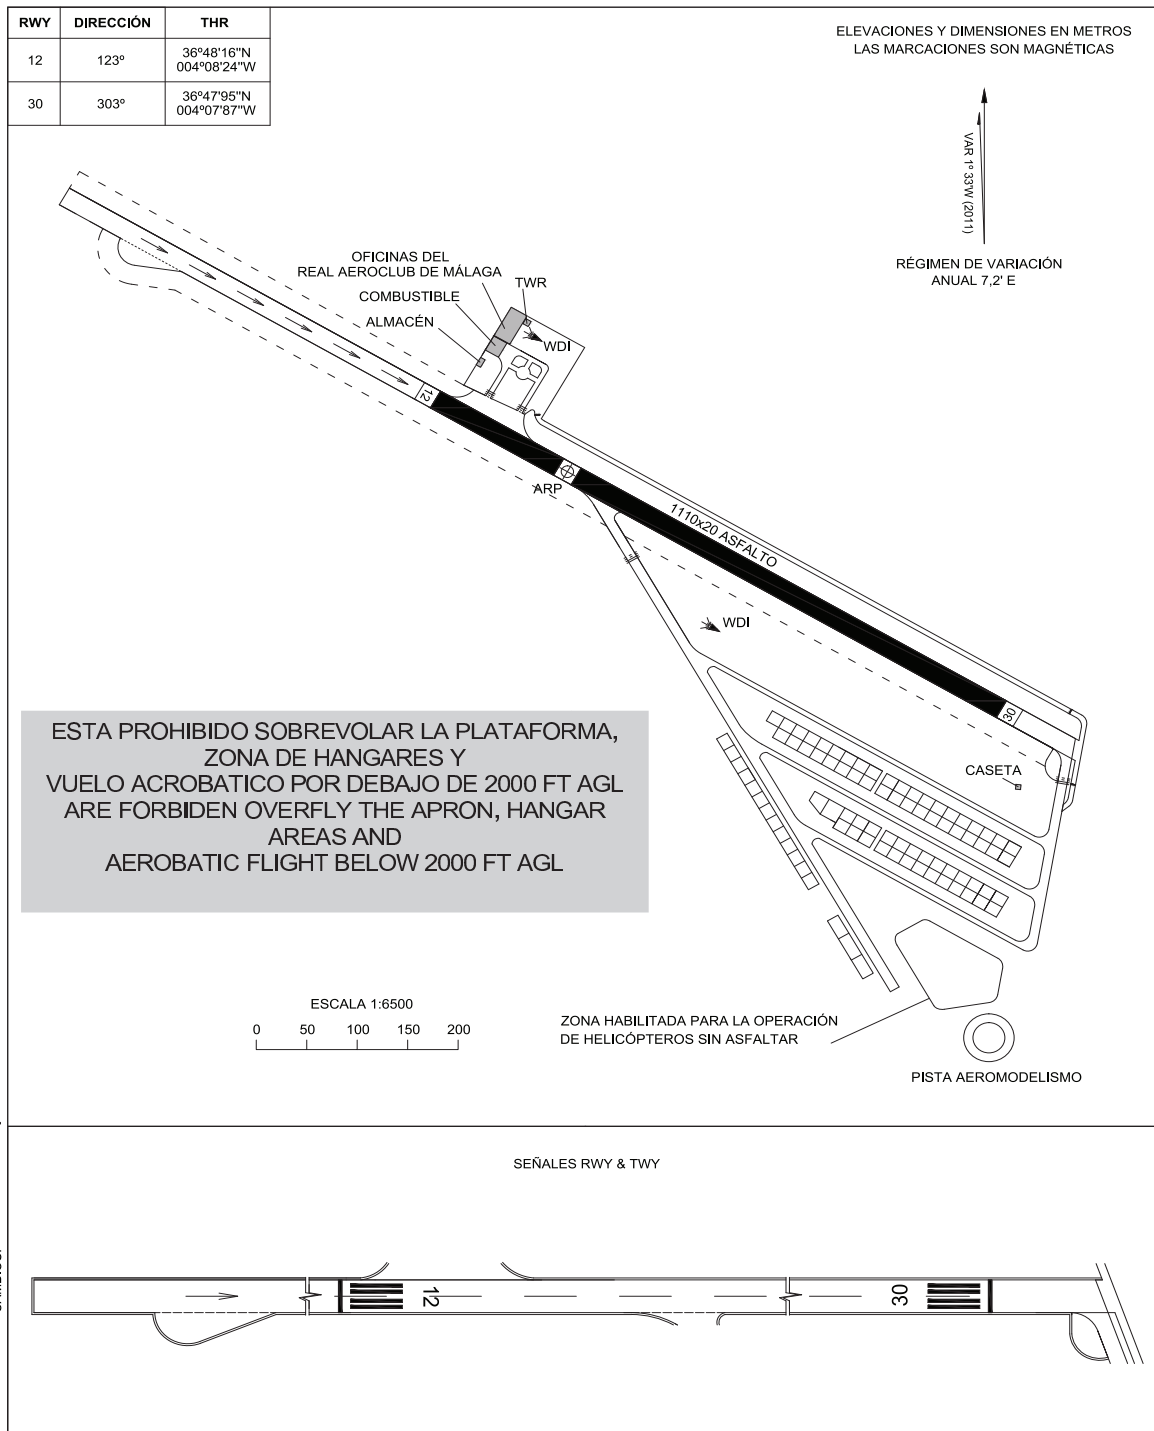 RWY DIRECCIÓN THR
12 123º 36º48'16"N 004º08'24"W
30 303º 36º47'95"N 004º07'87"W
ELEVACIONES Y DIMENSIONES EN METROS
LAS MARCACIONES SON MAGNÉTICAS
VAR 1º 33'W (2011)
RÉGIMEN DE VARIACIÓN
ANUAL 7,2' E
OFICINAS DEL
REAL AEROCLUB DE MÁLAGA
TWR
COMBUSTIBLE
ALMACÉN
WDI
12
ARP
1110x20 ASFALTO
WDI
30
CASETA
ESTA PROHIBIDO SOBREVOLAR LA PLATAFORMA,
ZONA DE HANGARES Y
VUELO ACROBATICO POR DEBAJO DE 2000 FT AGL
ARE FORBIDEN OVERFLY THE APRON, HANGAR
AREAS AND
AEROBATIC FLIGHT BELOW 2000 FT AGL
ESCALA 1:6500
0 50 100 150 200
ZONA HABILITADA PARA LA OPERACIÓN
DE HELICÓPTEROS SIN ASFALTAR
PISTA AEROMODELISMO
SEÑALES RWY & TWY
12
30